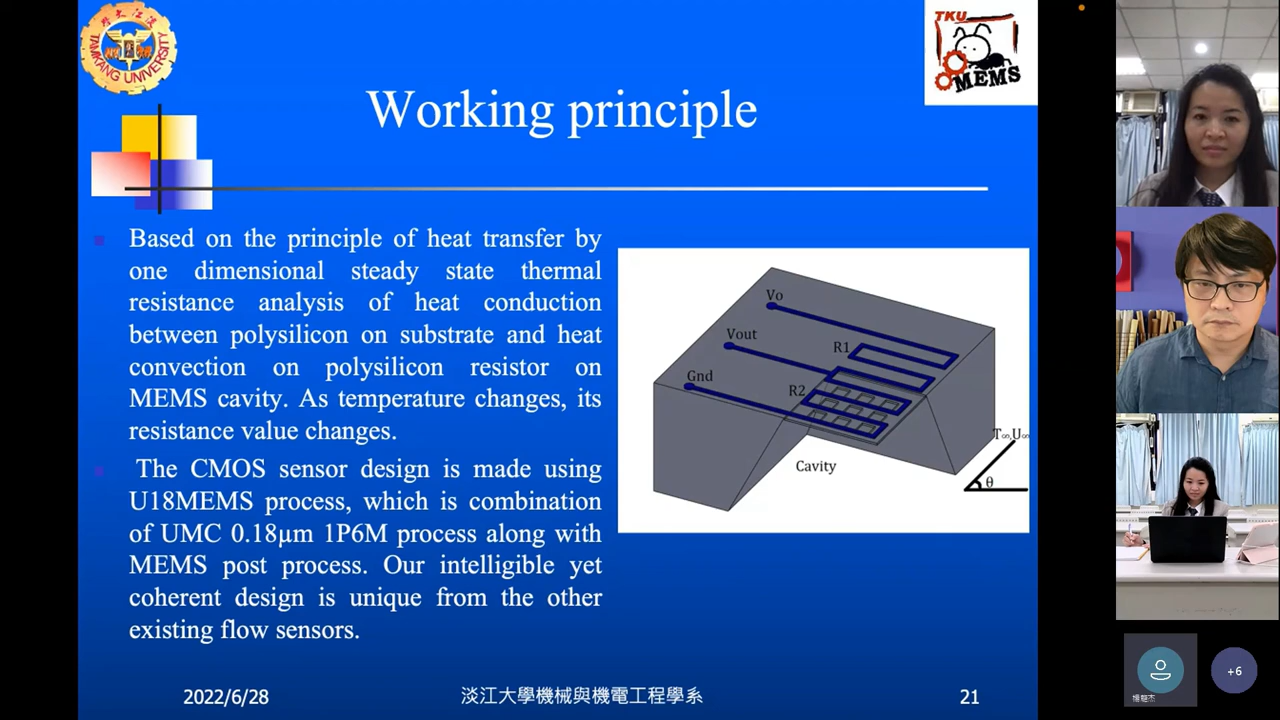 TAMKANG UNIVERSITY
TKU
MEMS
Working principle
Based on the principle of heat transfer by
one dimensional steady state thermal
resistance analysis of heat conduction
between polysilicon on substrate and heat
convection on polysilicon resistor on
MEMS cavity. As temperature changes, its
resistance value changes.
The CMOS sensor design is made using
U18MEMS process, which is combination
of UMC 0.18µm 1P6M process along with
MEMS post process. Our intelligible yet
coherent design is unique from the other
existing flow sensors.
Vo
Vout
R1
Gnd
R2
Cavity
T∞,U∞
θ
2022/6/28
淡江大學機械與機電工程學系
21
+6